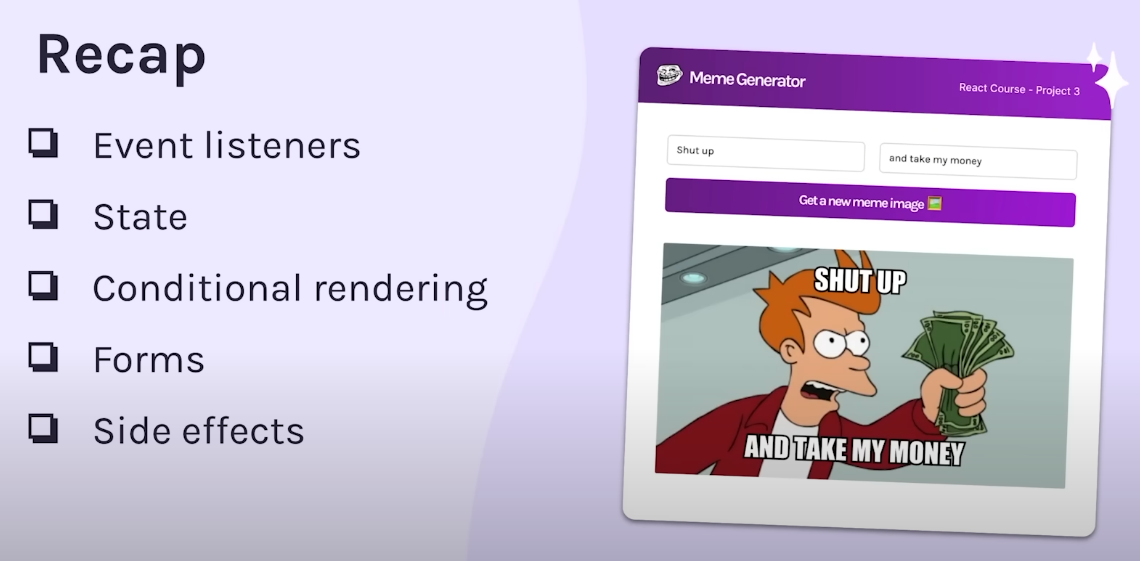 Recap
Event listeners
State
Conditional rendering
Forms
Side effects
Meme Generator
React Course - Project 3
Shut up
and take my money
Get a new meme image 🖼️
SHUT UP
AND TAKE MY MONEY